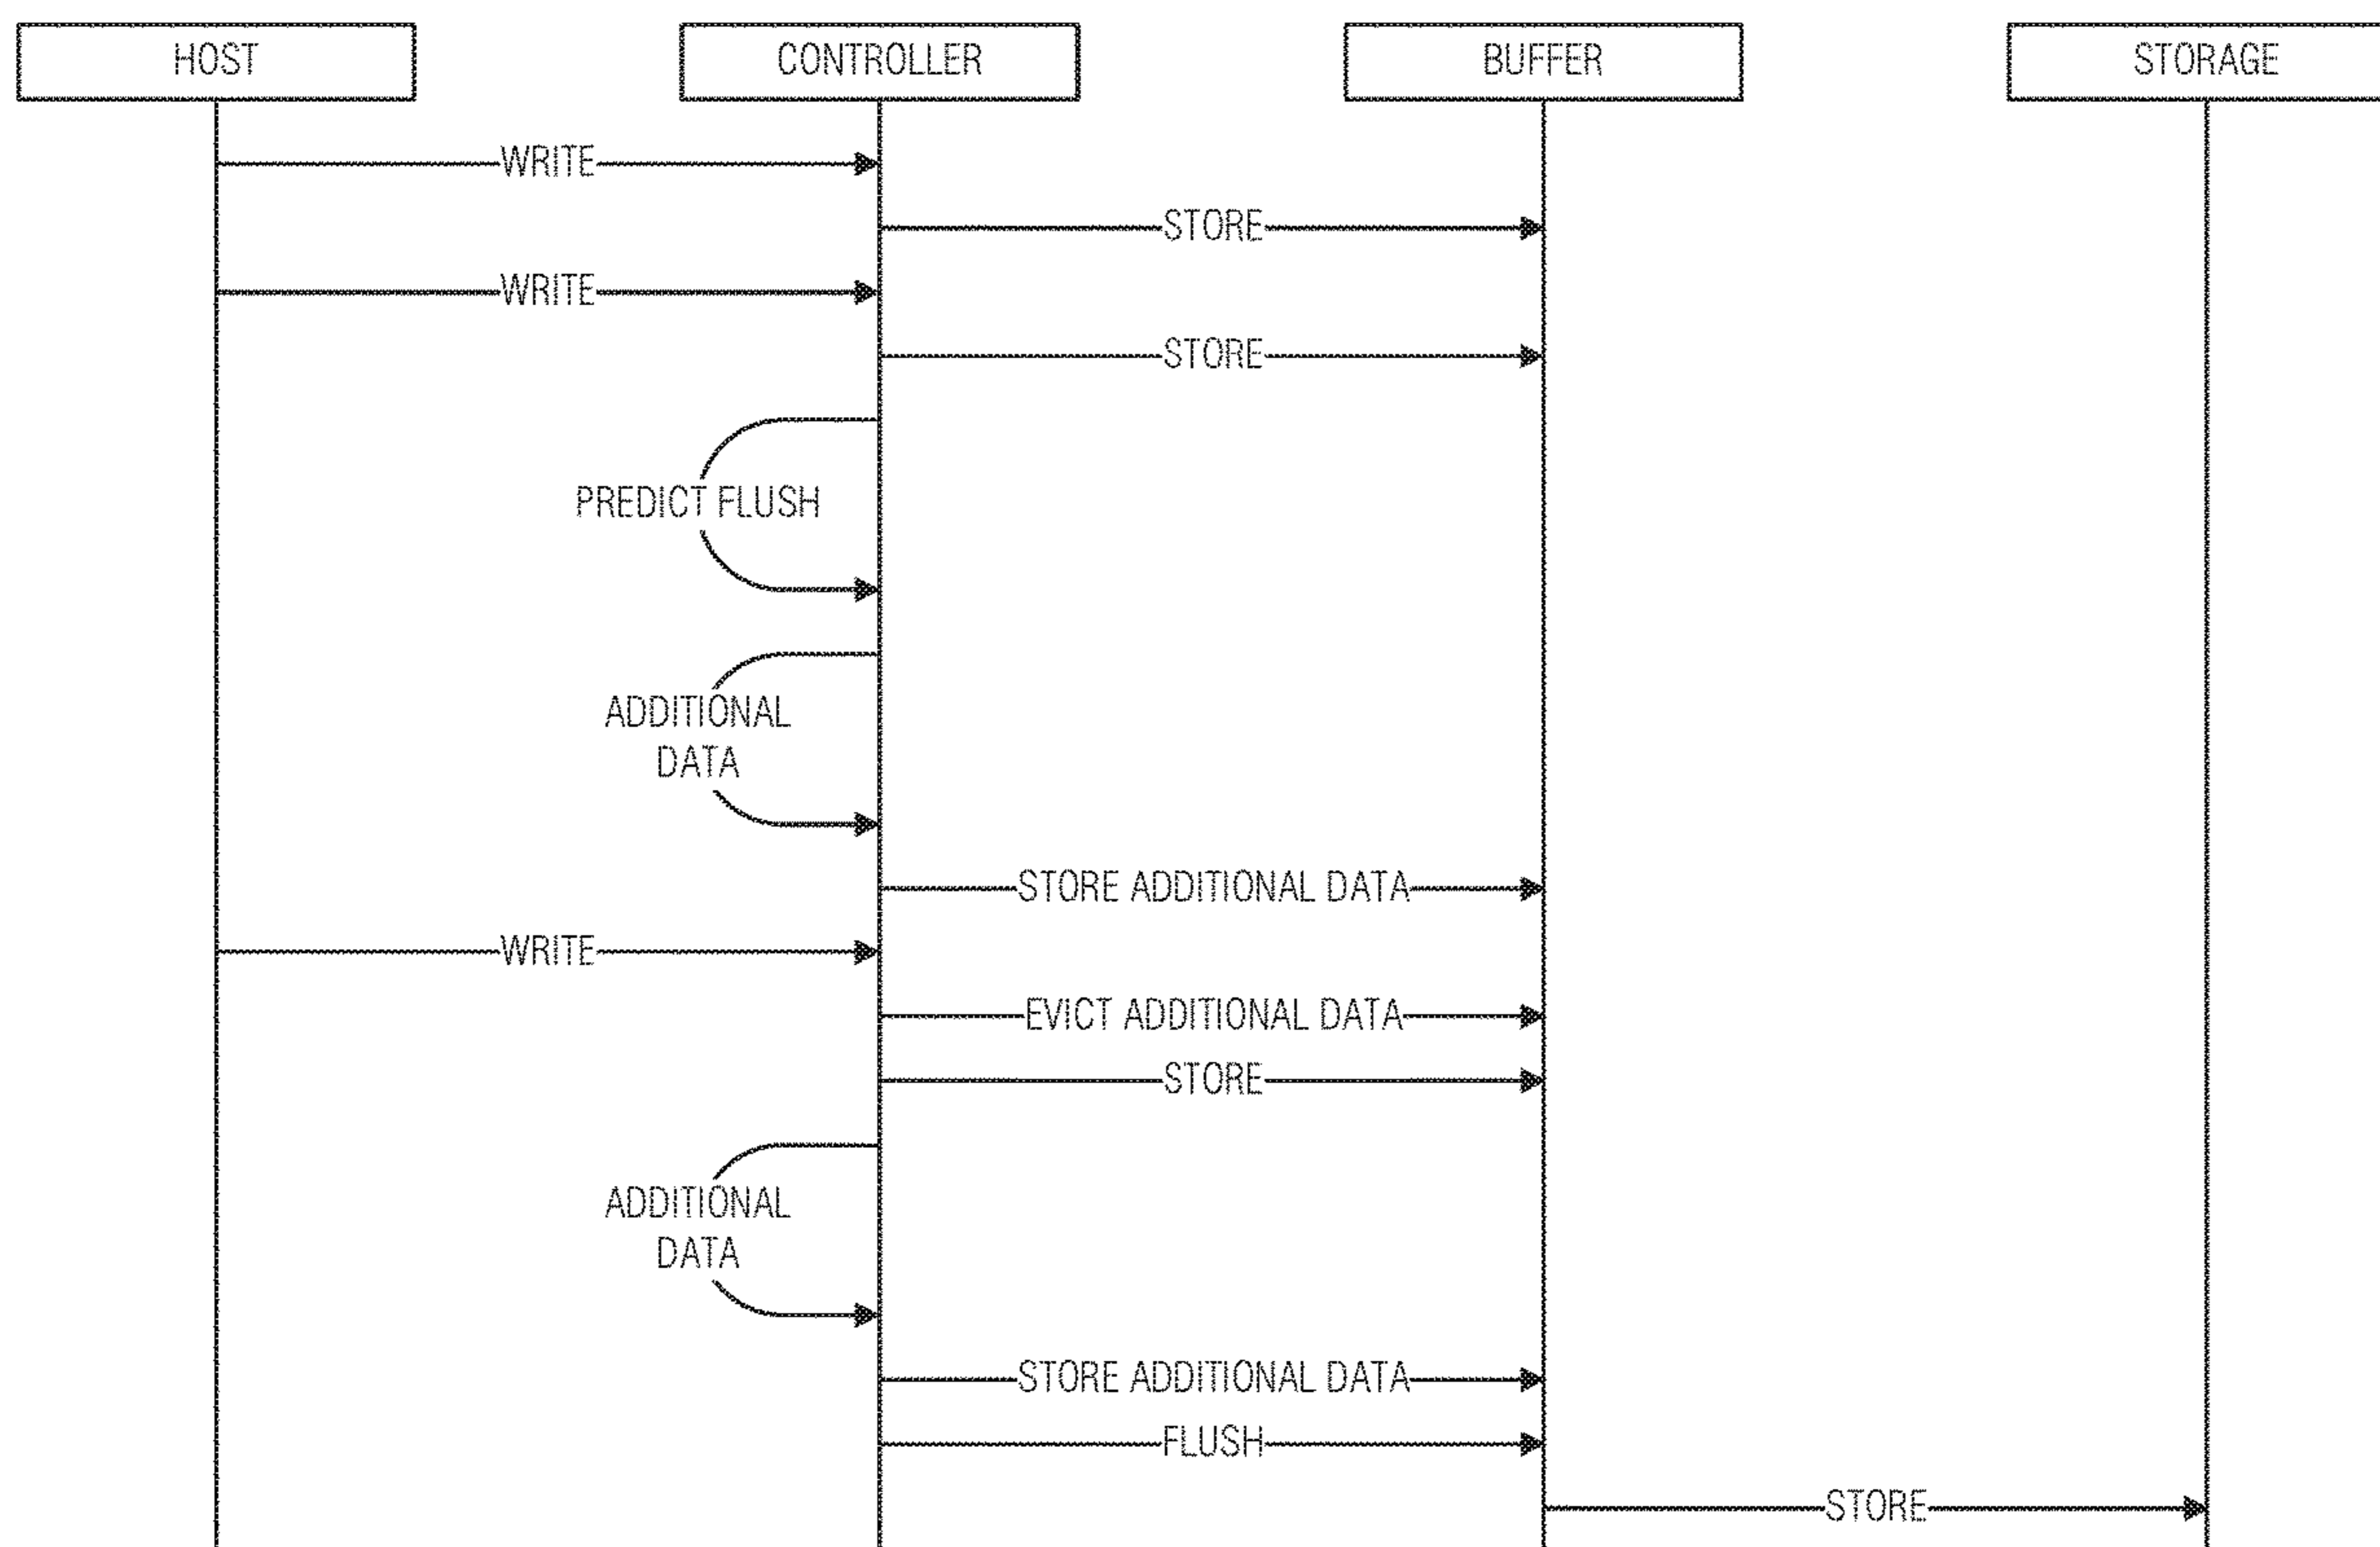 HOST
CONTROLLER
BUFFER
STORAGE
WRITE
STORE
WRITE
STORE
PREDICT FLUSH
ADDITIONAL
DATA
STORE ADDITIONAL DATA
WRITE
EVICT ADDITIONAL DATA
STORE
ADDITIONAL
DATA
STORE ADDITIONAL DATA
FLUSH
STORE